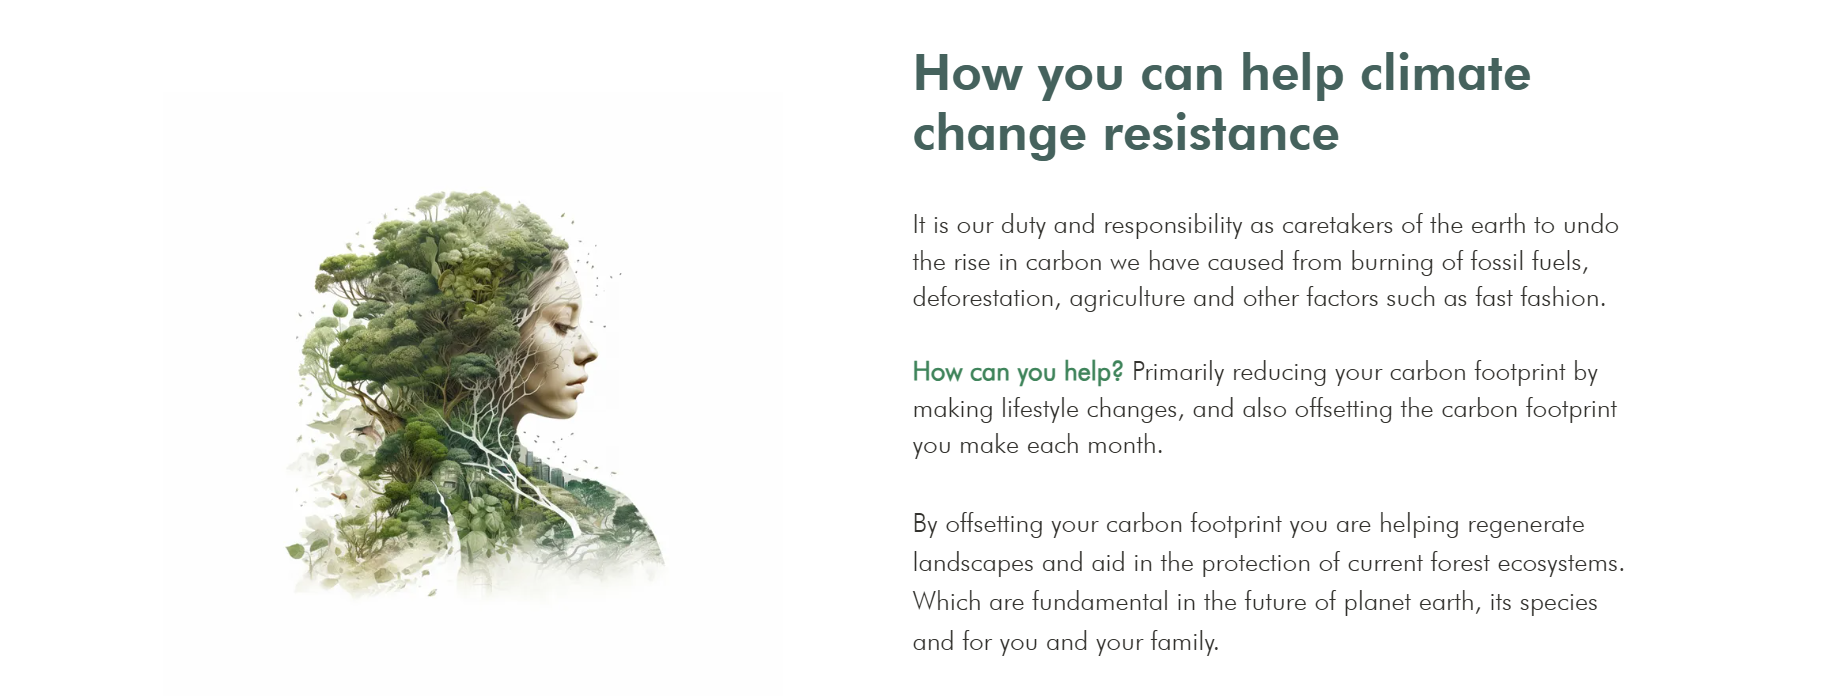 How you can help climate
change resistance
It is our duty and responsibility as caretakers of the earth to undo
the rise in carbon we have caused from burning of fossil fuels,
deforestation, agriculture and other factors such as fast fashion.
How can you help? Primarily reducing your carbon footprint by
making lifestyle changes, and also offsetting the carbon footprint
you make each month.
By offsetting your carbon footprint you are helping regenerate
landscapes and aid in the protection of current forest ecosystems.
Which are fundamental in the future of planet earth, its species
and for you and your family.